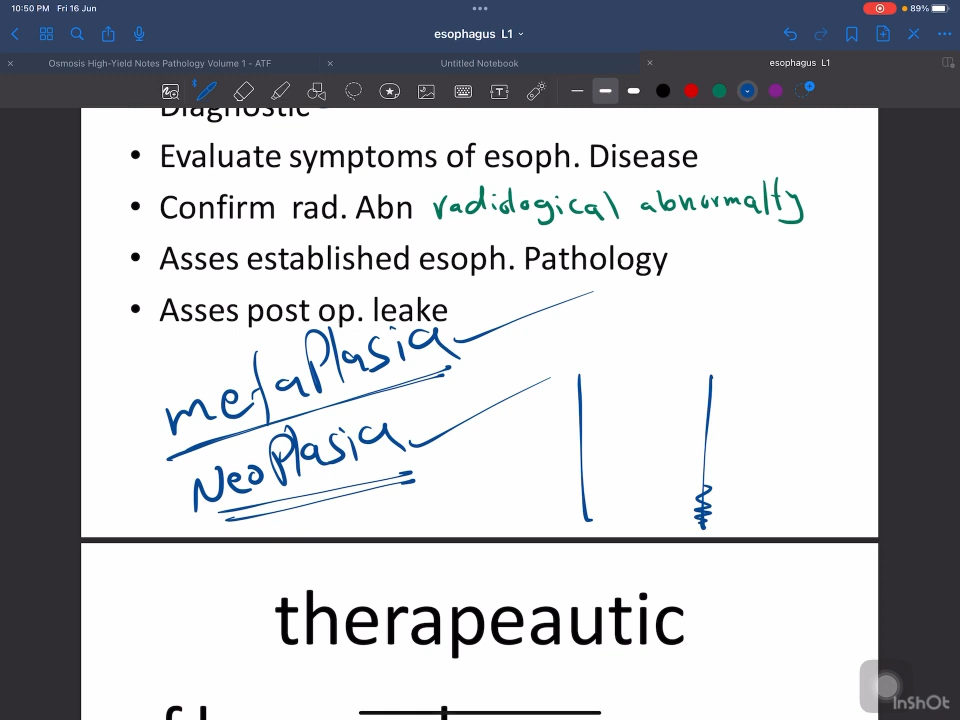 10:50 PM Fri 16 Jun
89%
esophagus L1
Osmosis High-Yield Notes Pathology Volume 1 - ATF
Untitled Notebook
esophagus L1
Diagnostic
• Evaluate symptoms of esoph. Disease
• Confirm rad. Abn radiological abnormalty
• Asses established esoph. Pathology
• Asses post op. leake
metaplasia
Neoplasia
therapeautic
InShOt